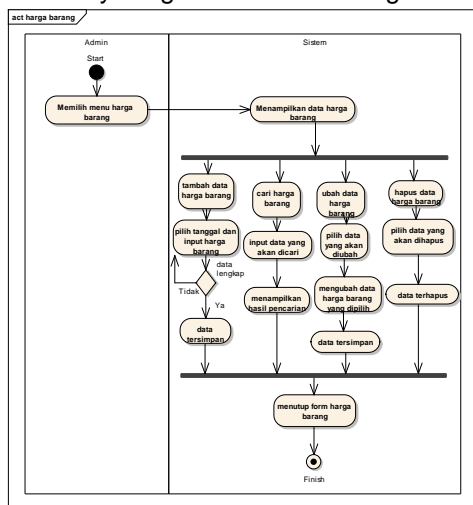 act harga barang
Admin
Sistem
Start
Memilih menu harga
barang
Menampilkan data harga
barang
tambah data
harga barang
cari harga
barang
ubah data
harga
barang
hapus data
harga barang
pilih tanggal dan
input harga
barang
input data yang
akan dicari
pilih data
yang akan
diubah
pilih data yang
akan dihapus
data
lengkap
Tidak
Ya
menampilkan
hasil pencarian
mengubah data
harga barang
yang dipilih
data terhapus
data
tersimpan
data tersimpan
menutup form harga
barang
Finish